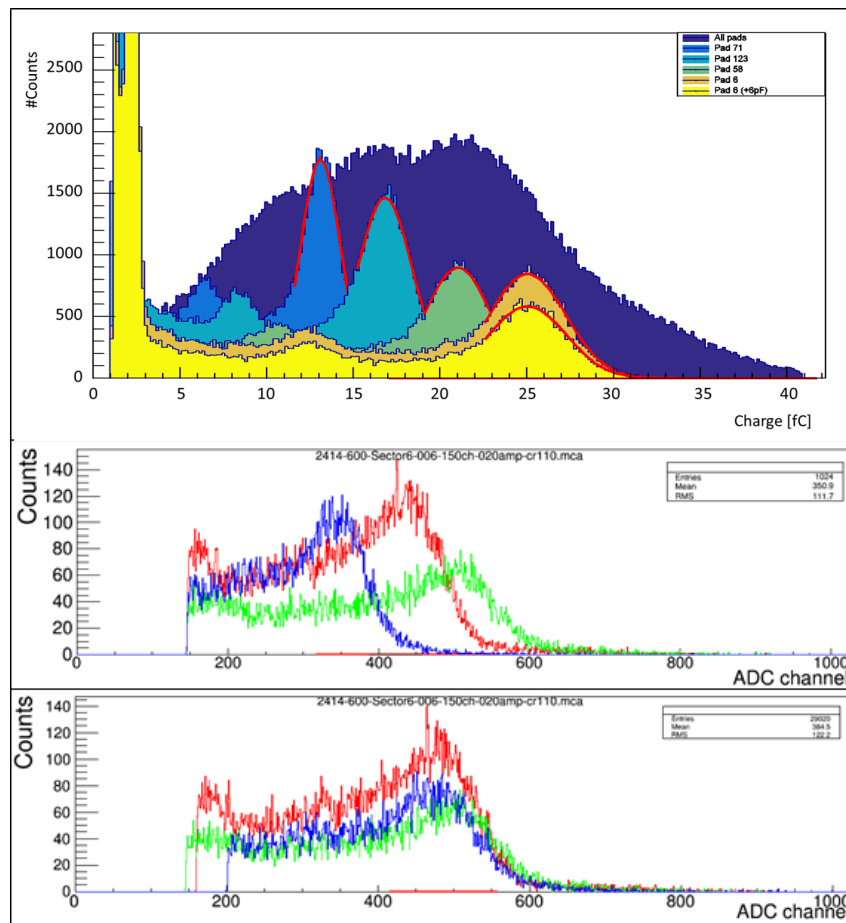 All pads
Pad 71
Pad 123
Pad 58
Pad 6
Pad 6 (+6pF)
#Counts
2500
2000
1500
1000
500
0
0 5 10 15 20 25 30 35 40
Charge [fC]
2414-600-Sector6-006-150ch-020amp-cr110.mca
Counts
Entries 1024
Mean 350.9
RMS 111.7
140
120
100
80
60
40
20
0
0 200 400 600 800 1000
ADC channel
2414-600-Sector6-006-150ch-020amp-cr110.mca
Counts
Entries 29020
Mean 384.5
RMS 122.2
140
120
100
80
60
40
20
0
0 200 400 600 800 1000
ADC channel